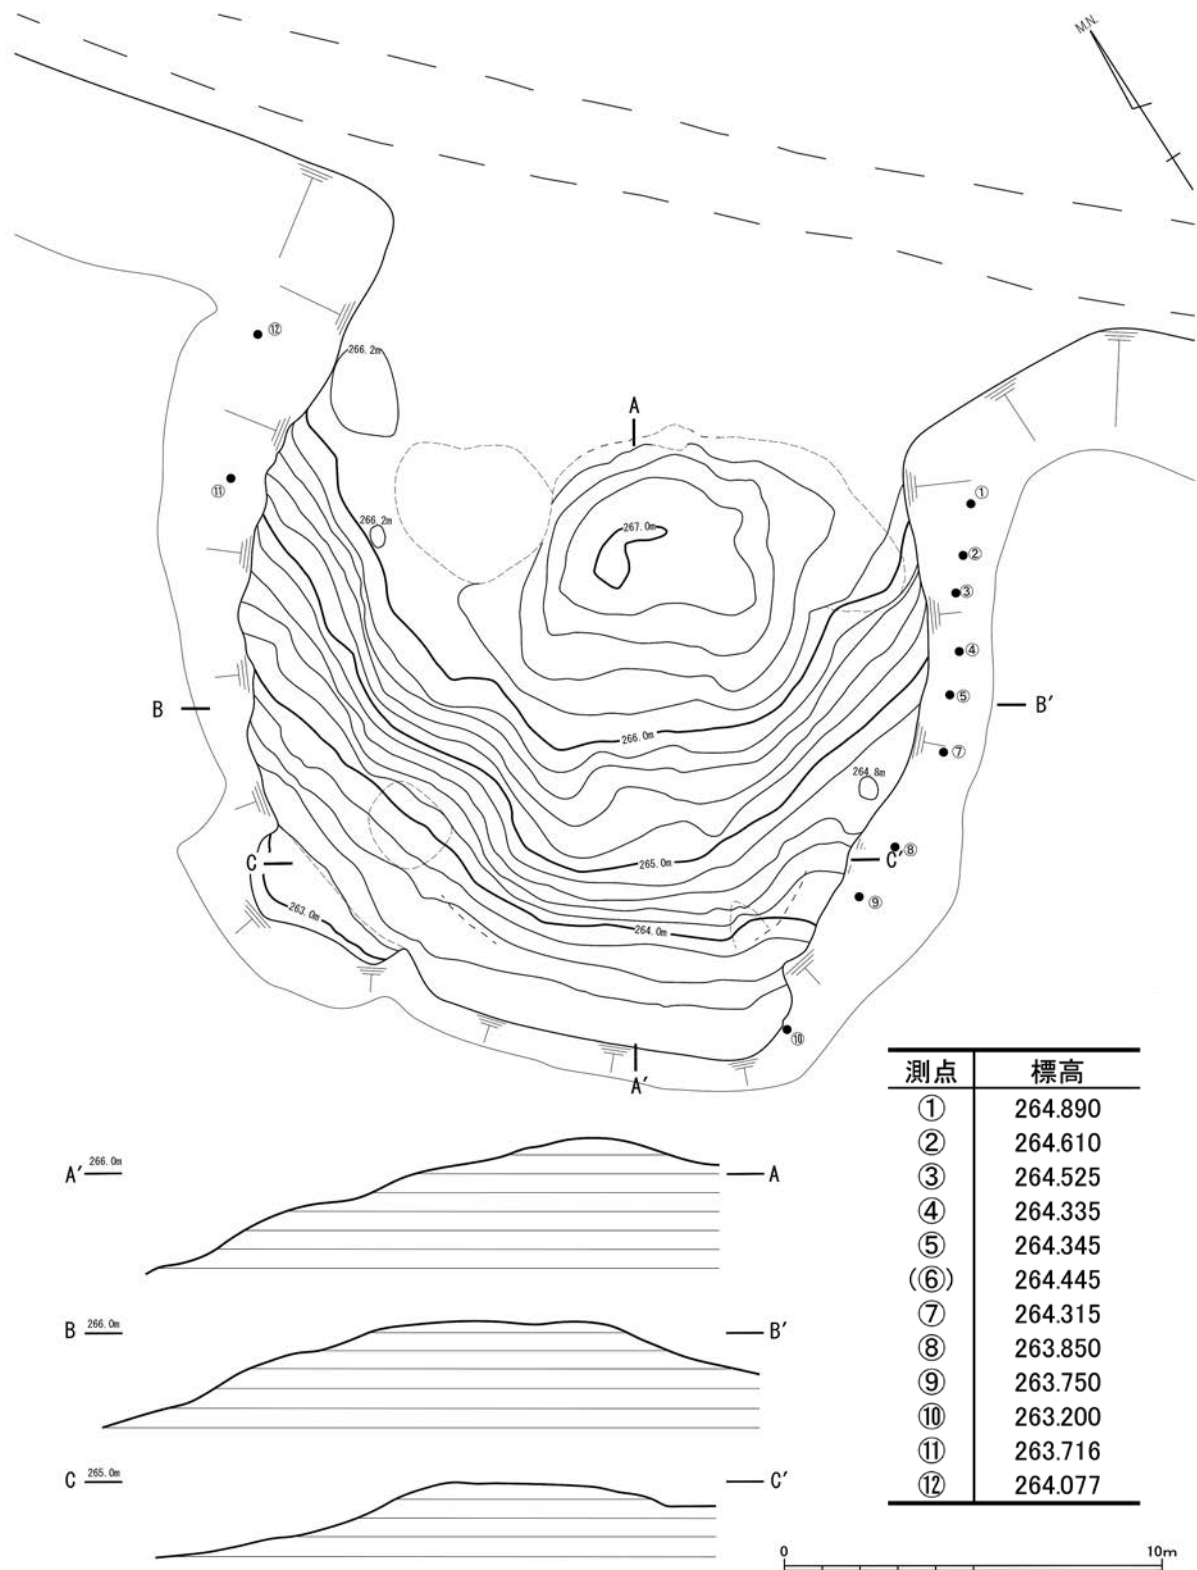 M.N.
⑫
266.2m
A
⑪
①
267.0m
266.2m
②
③
④
⑤
B
B′
266.0m
⑦
264.8m
265.0m
⑧
C
C′
⑨
263.0m
264.0m
⑩
A′
測点 標高
① 264.890
② 264.610
③ 264.525
④ 264.335
⑤ 264.345
(⑥) 264.445
⑦ 264.315
⑧ 263.850
⑨ 263.750
⑩ 263.200
⑪ 263.716
⑫ 264.077
A′ 266.0m A
B 266.0m B′
C 265.0m C′
0 10m